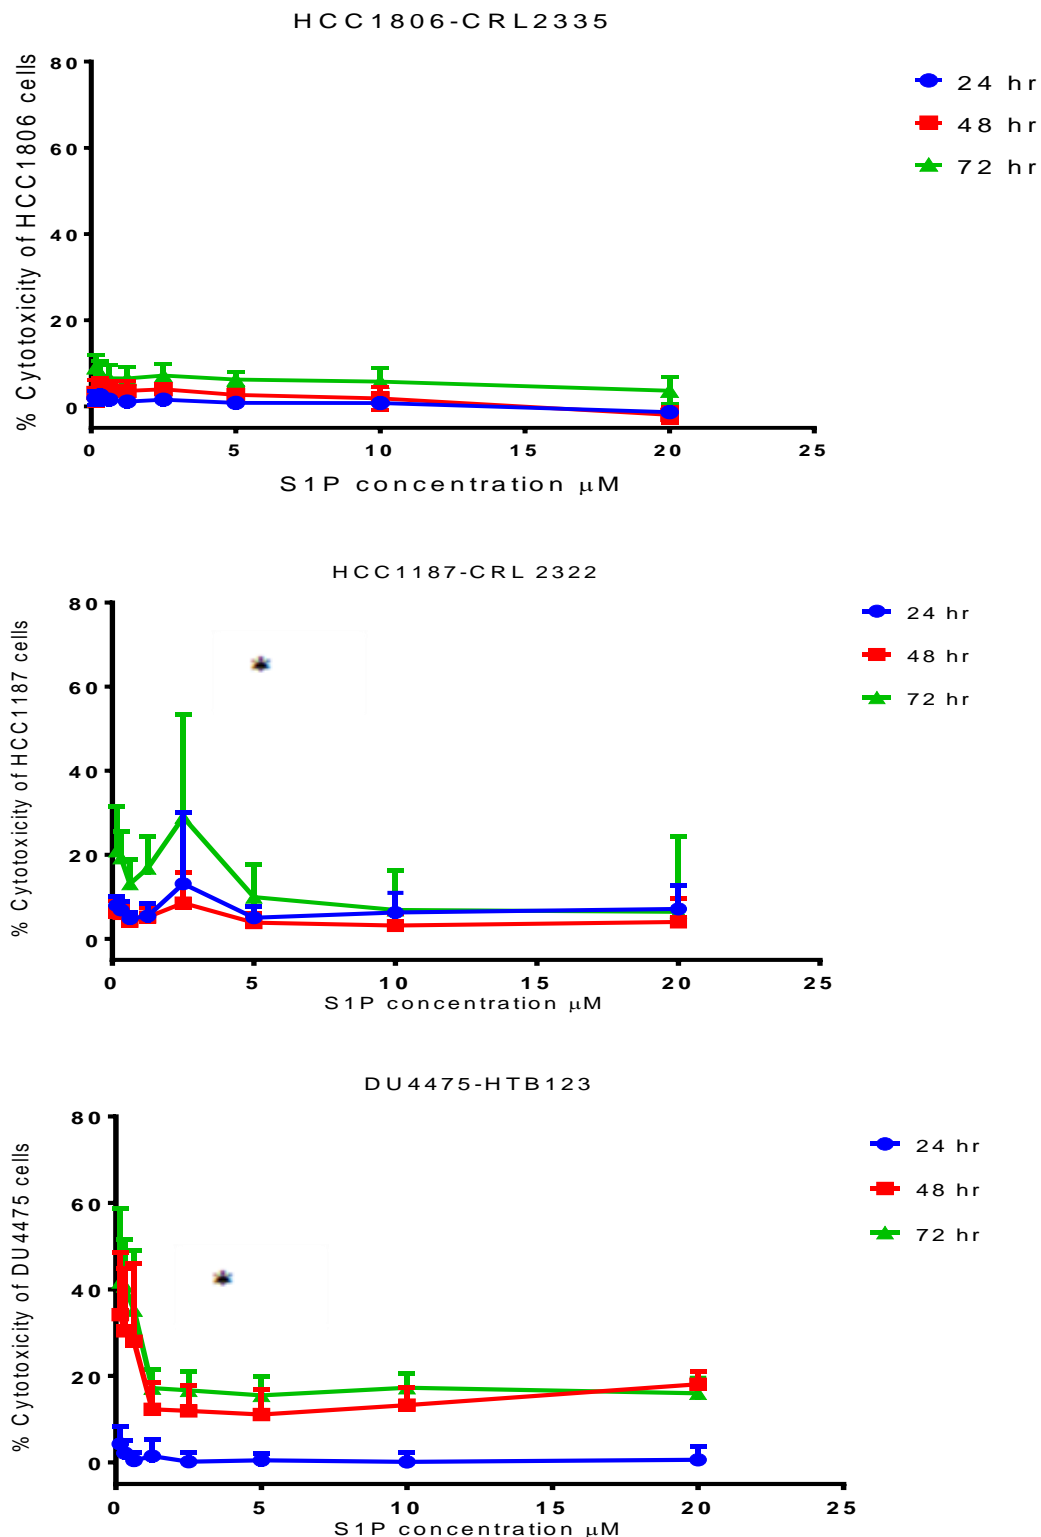 HCC1806-CRL2335
% Cytotoxicity of HCC1806 cells
80
60
40
20
0
0 5 10 15 20 25
S1P concentration μM
24 hr
48 hr
72 hr
HCC1187-CRL 2322
% Cytotoxicity of HCC1187 cells
80
60
40
20
0
0 5 10 15 20 25
S1P concentration μM
24 hr
48 hr
72 hr
*
DU4475-HTB123
% Cytotoxicity of DU4475 cells
80
60
40
20
0
0 5 10 15 20 25
S1P concentration μM
24 hr
48 hr
72 hr
*